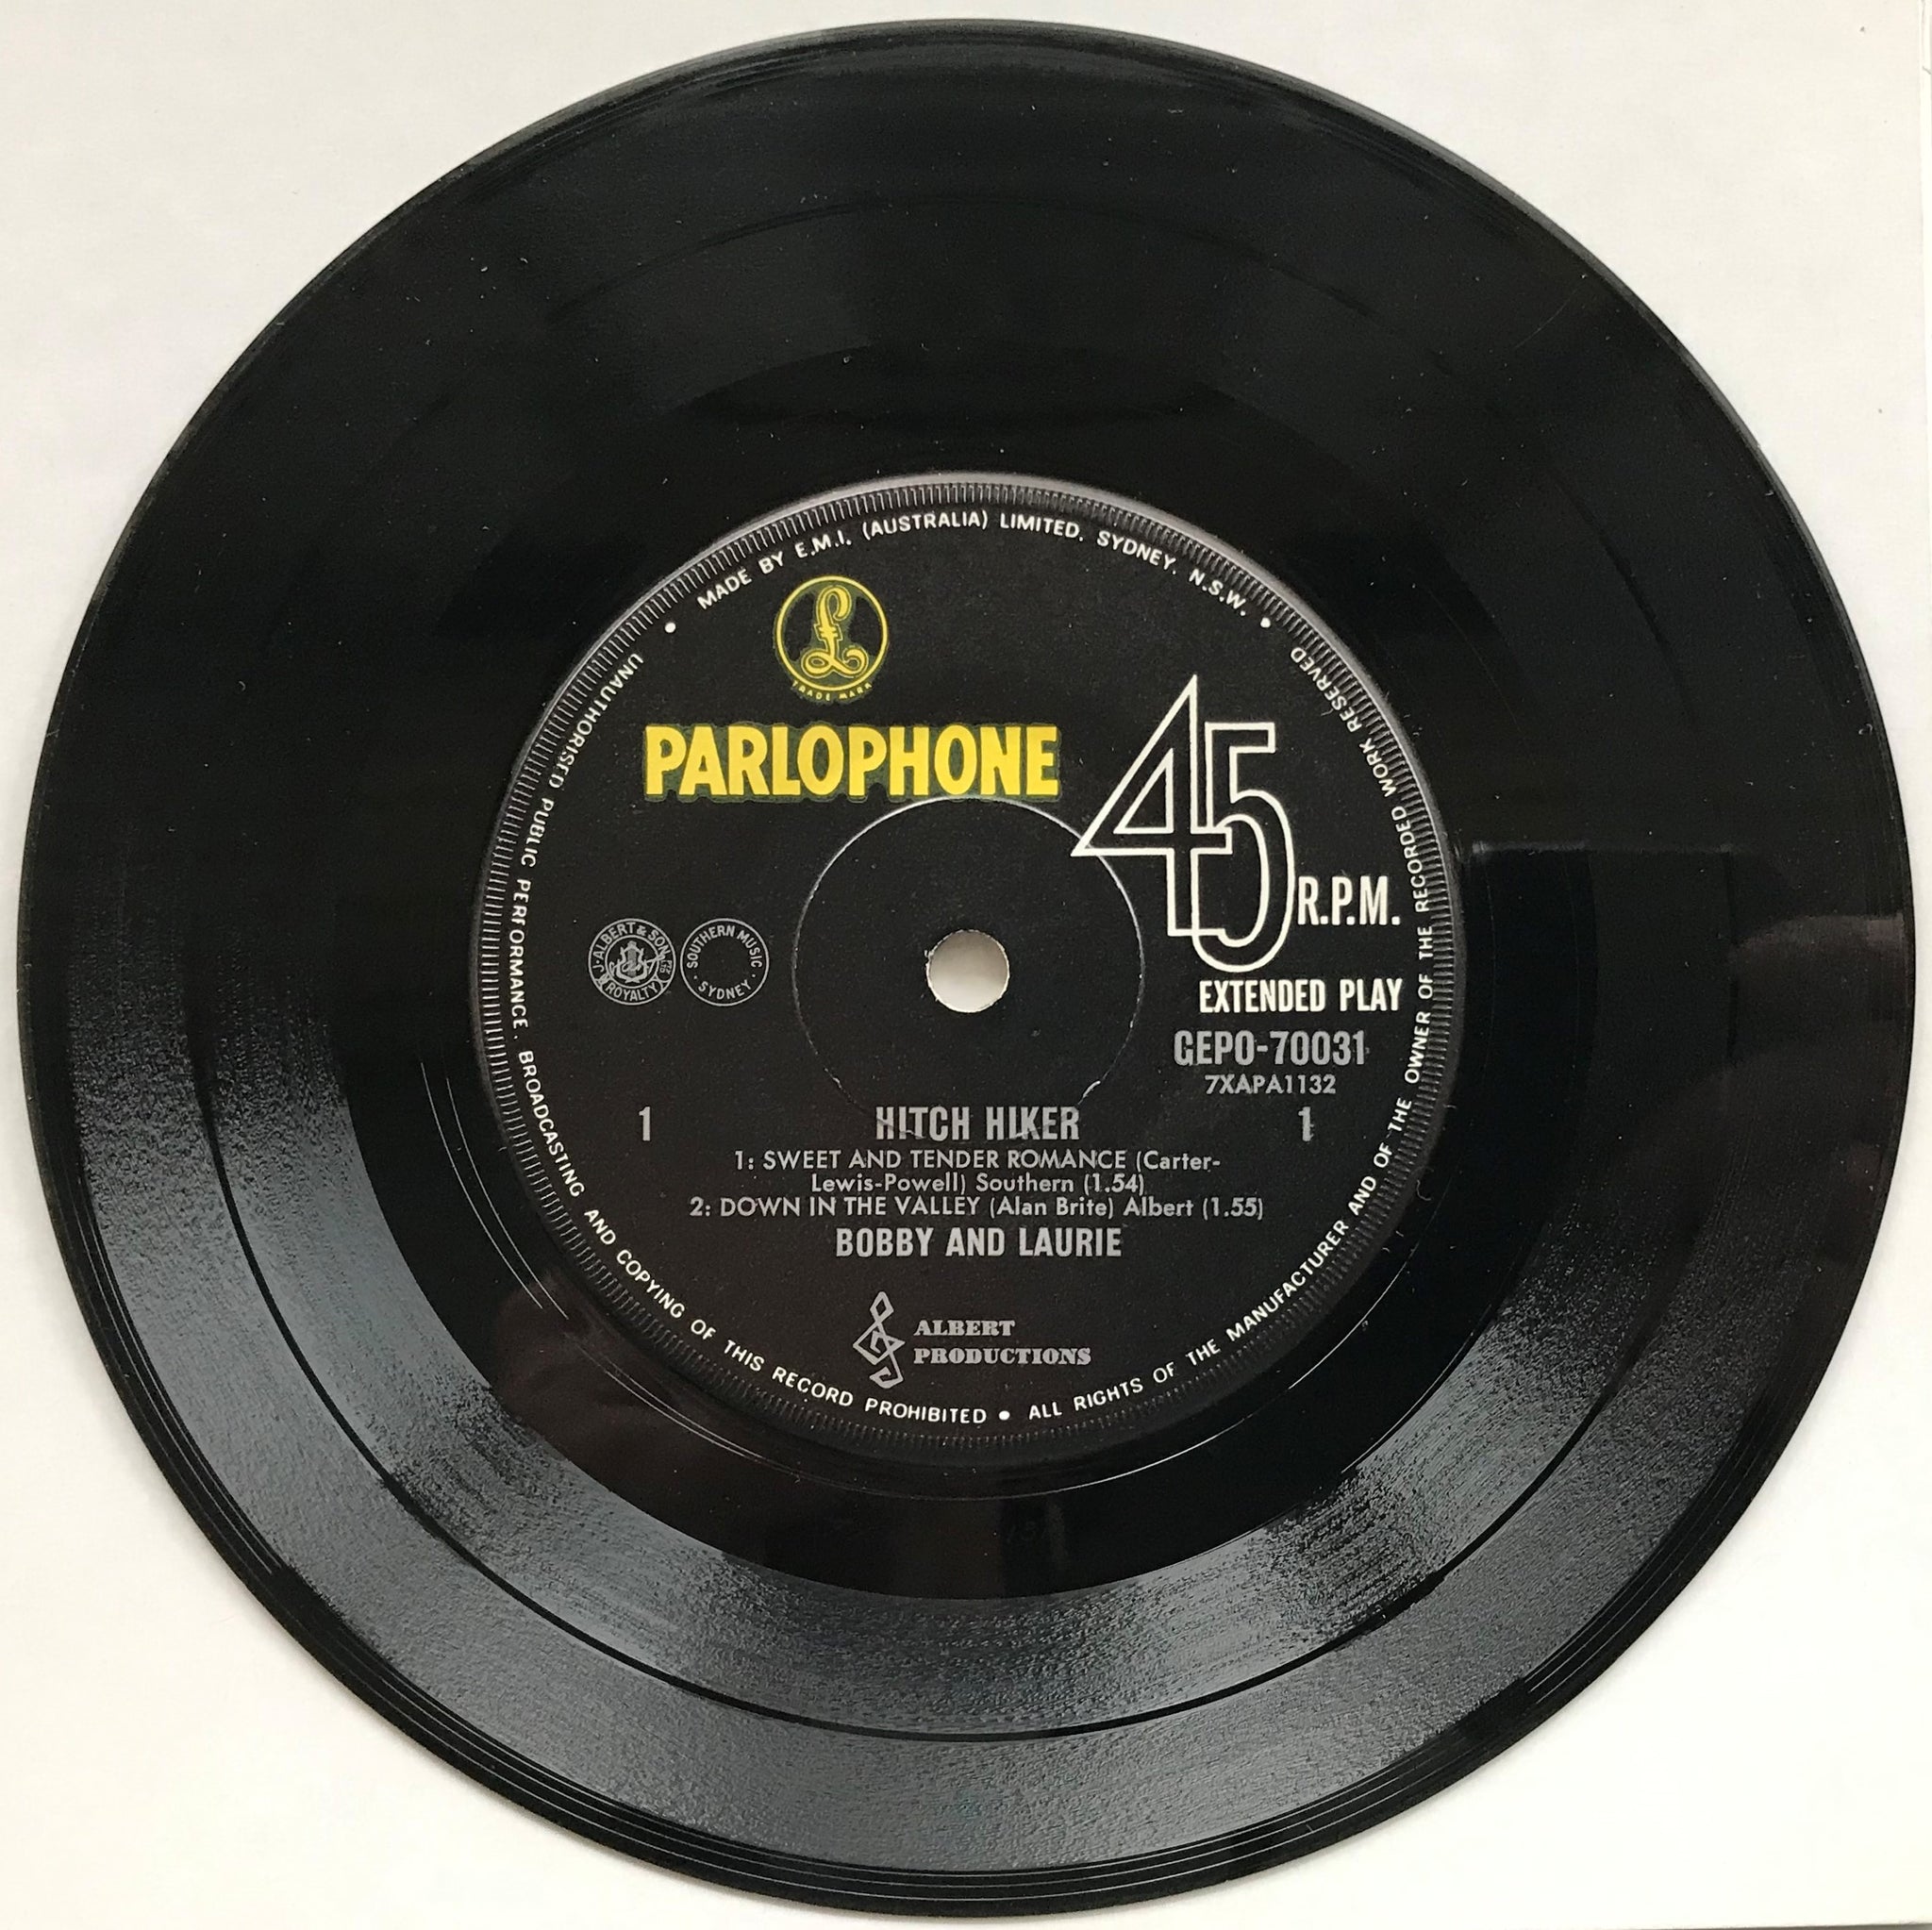 MADE BY E.M.I. (AUSTRALIA) LIMITED. SYDNEY. N.S.W.
UNAUTHORISED PUBLIC PERFORMANCE. BROADCASTING AND COPYING OF THIS RECORD PROHIBITED • ALL RIGHTS OF THE MANUFACTURER AND OF THE OWNER OF THE RECORDED WORK RESERVED
£
TRADE MARK
PARLOPHONE
45 R.P.M.
J. ALBERT & SON PTY LTD
ROYALTY
SOUTHERN MUSIC
· SYDNEY ·
EXTENDED PLAY
GEPO-70031
7XAPA1132
1 HITCH HIKER 1
1: SWEET AND TENDER ROMANCE (Carter-
Lewis-Powell) Southern (1.54)
2: DOWN IN THE VALLEY (Alan Brite) Albert (1.55)
BOBBY AND LAURIE
ALBERT
PRODUCTIONS